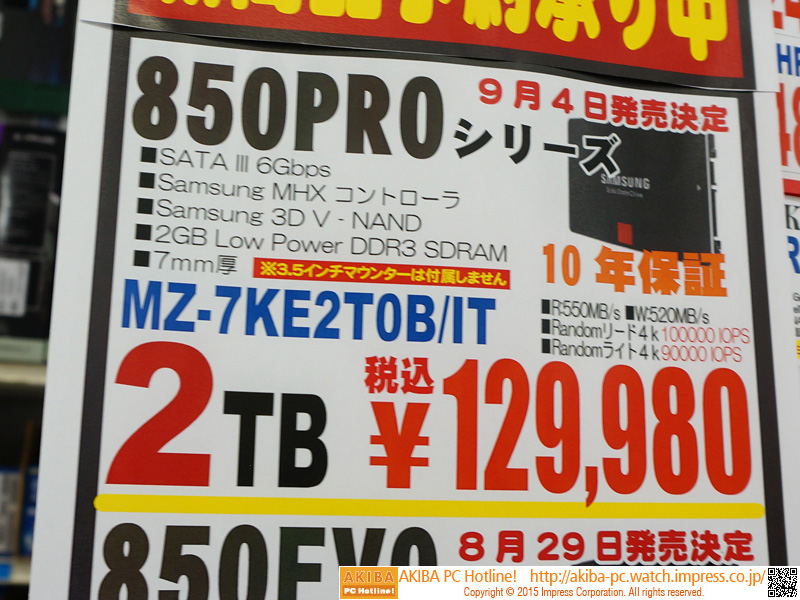 850PRO シリーズ
9月4日発売決定
■SATA III 6Gbps
■Samsung MHX コントローラ
■Samsung 3D V - NAND
■2GB Low Power DDR3 SDRAM
■7mm厚
※3.5インチマウンターは付属しません
SAMSUNG
10年保証
MZ-7KE2T0B/IT
■R:550MB/s ■W:520MB/s
■Randomリード4k 100000 IOPS
■Randomライト4k 90000 IOPS
2TB
税込
¥129,980
850EVO
8月29日発売決定
AKIBA PC Hotline!
AKIBA PC Hotline! http://akiba-pc.watch.impress.co.jp/
Copyright © 2015 Impress Corporation. All rights reserved.